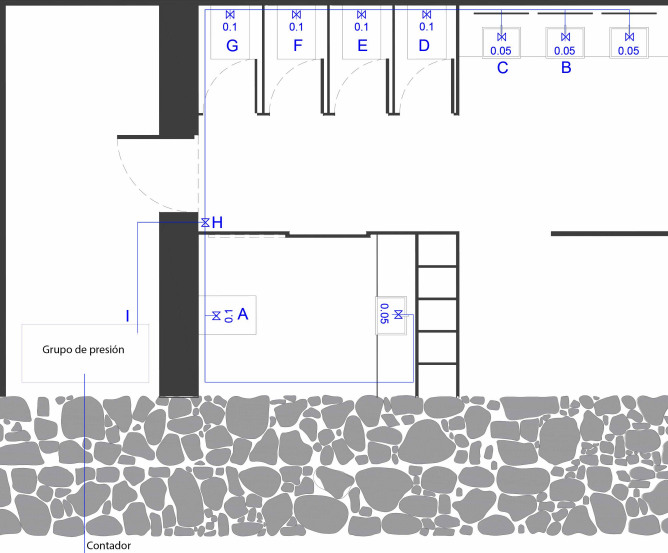 0.1 0.1 0.1 0.1
G F E D
0.05 0.05 0.05
C B
H
I
0.1 A
0.05
Grupo de presión
Contador